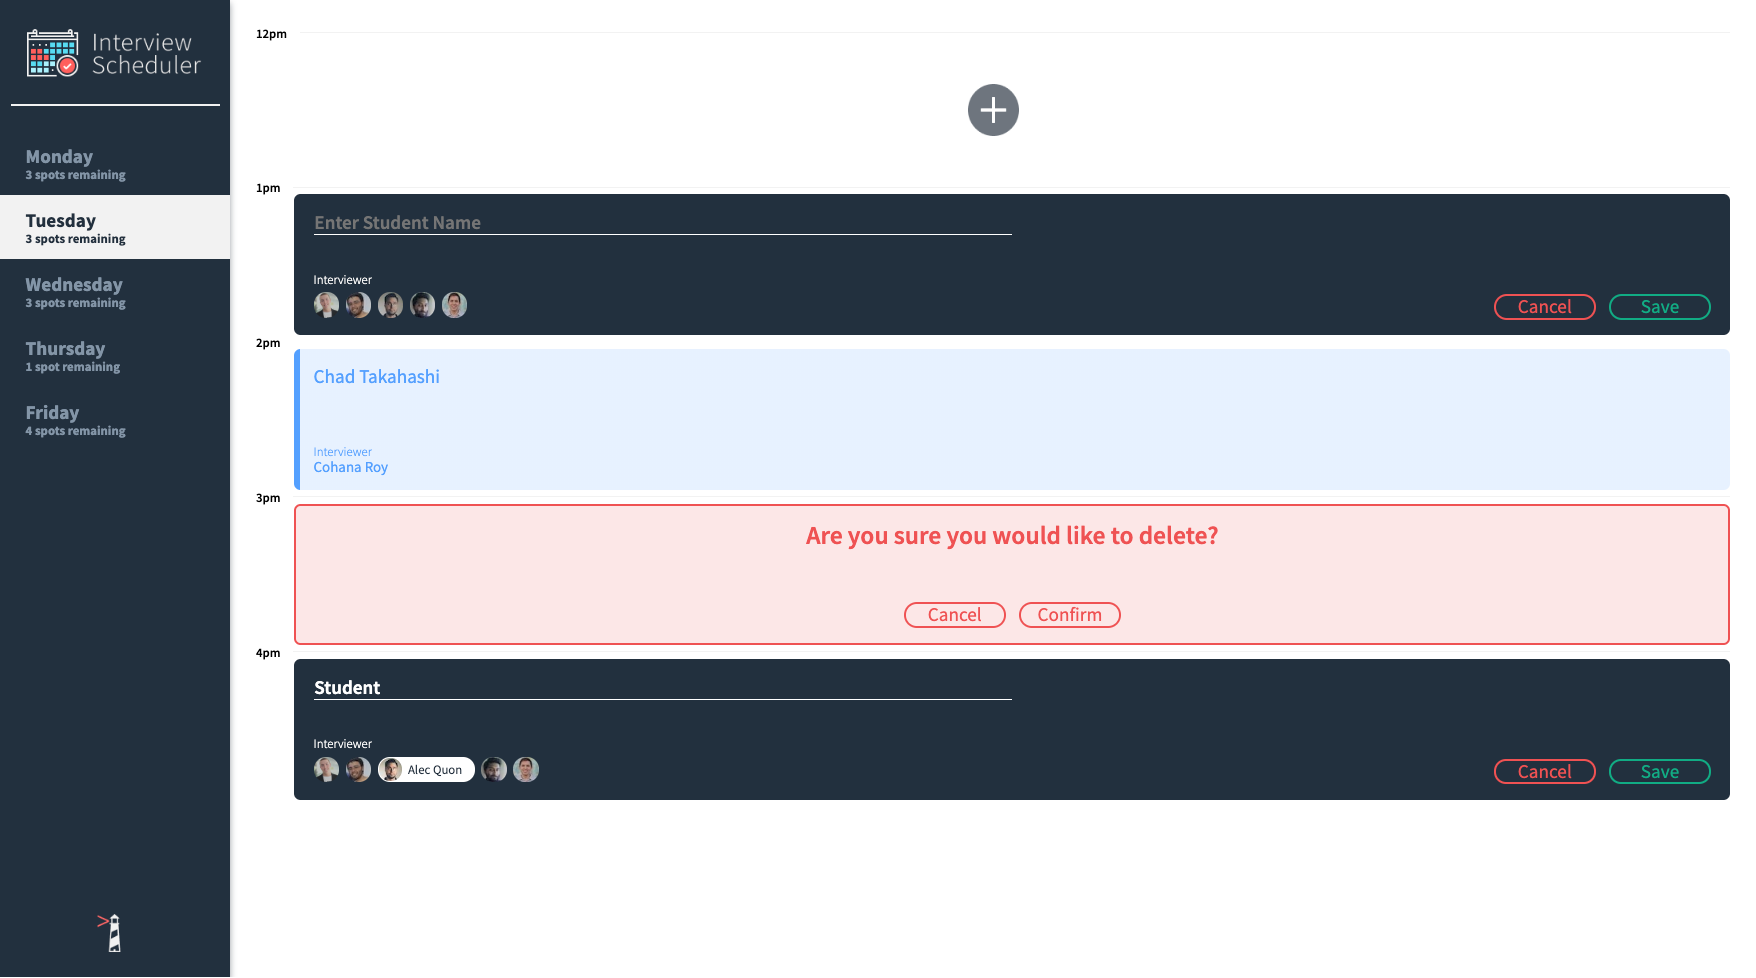 Interview
Scheduler
Monday
3 spots remaining
Tuesday
3 spots remaining
Wednesday
3 spots remaining
Thursday
1 spot remaining
Friday
4 spots remaining
12pm
1pm
Enter Student Name
Interviewer
Cancel
Save
2pm
Chad Takahashi
Interviewer
Cohana Roy
3pm
Are you sure you would like to delete?
Cancel
Confirm
4pm
Student
Interviewer
Alec Quon
Cancel
Save